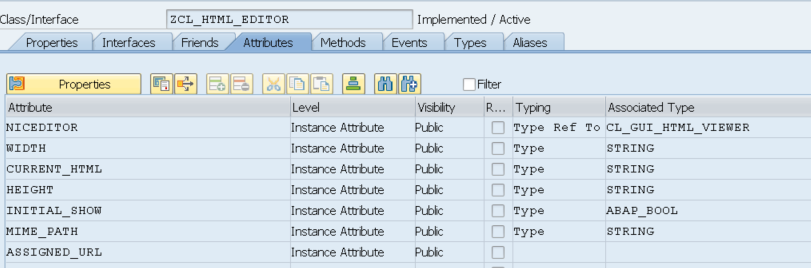 Class/Interface ZCL_HTML_EDITOR Implemented / Active
Properties Interfaces Friends Attributes Methods Events Types Aliases
Properties Filter
Attribute Level Visibility R... Typing Associated Type
NICEDITOR Instance Attribute Public Type Ref To CL_GUI_HTML_VIEWER
WIDTH Instance Attribute Public Type STRING
CURRENT_HTML Instance Attribute Public Type STRING
HEIGHT Instance Attribute Public Type STRING
INITIAL_SHOW Instance Attribute Public Type ABAP_BOOL
MIME_PATH Instance Attribute Public Type STRING
ASSIGNED_URL Instance Attribute Public